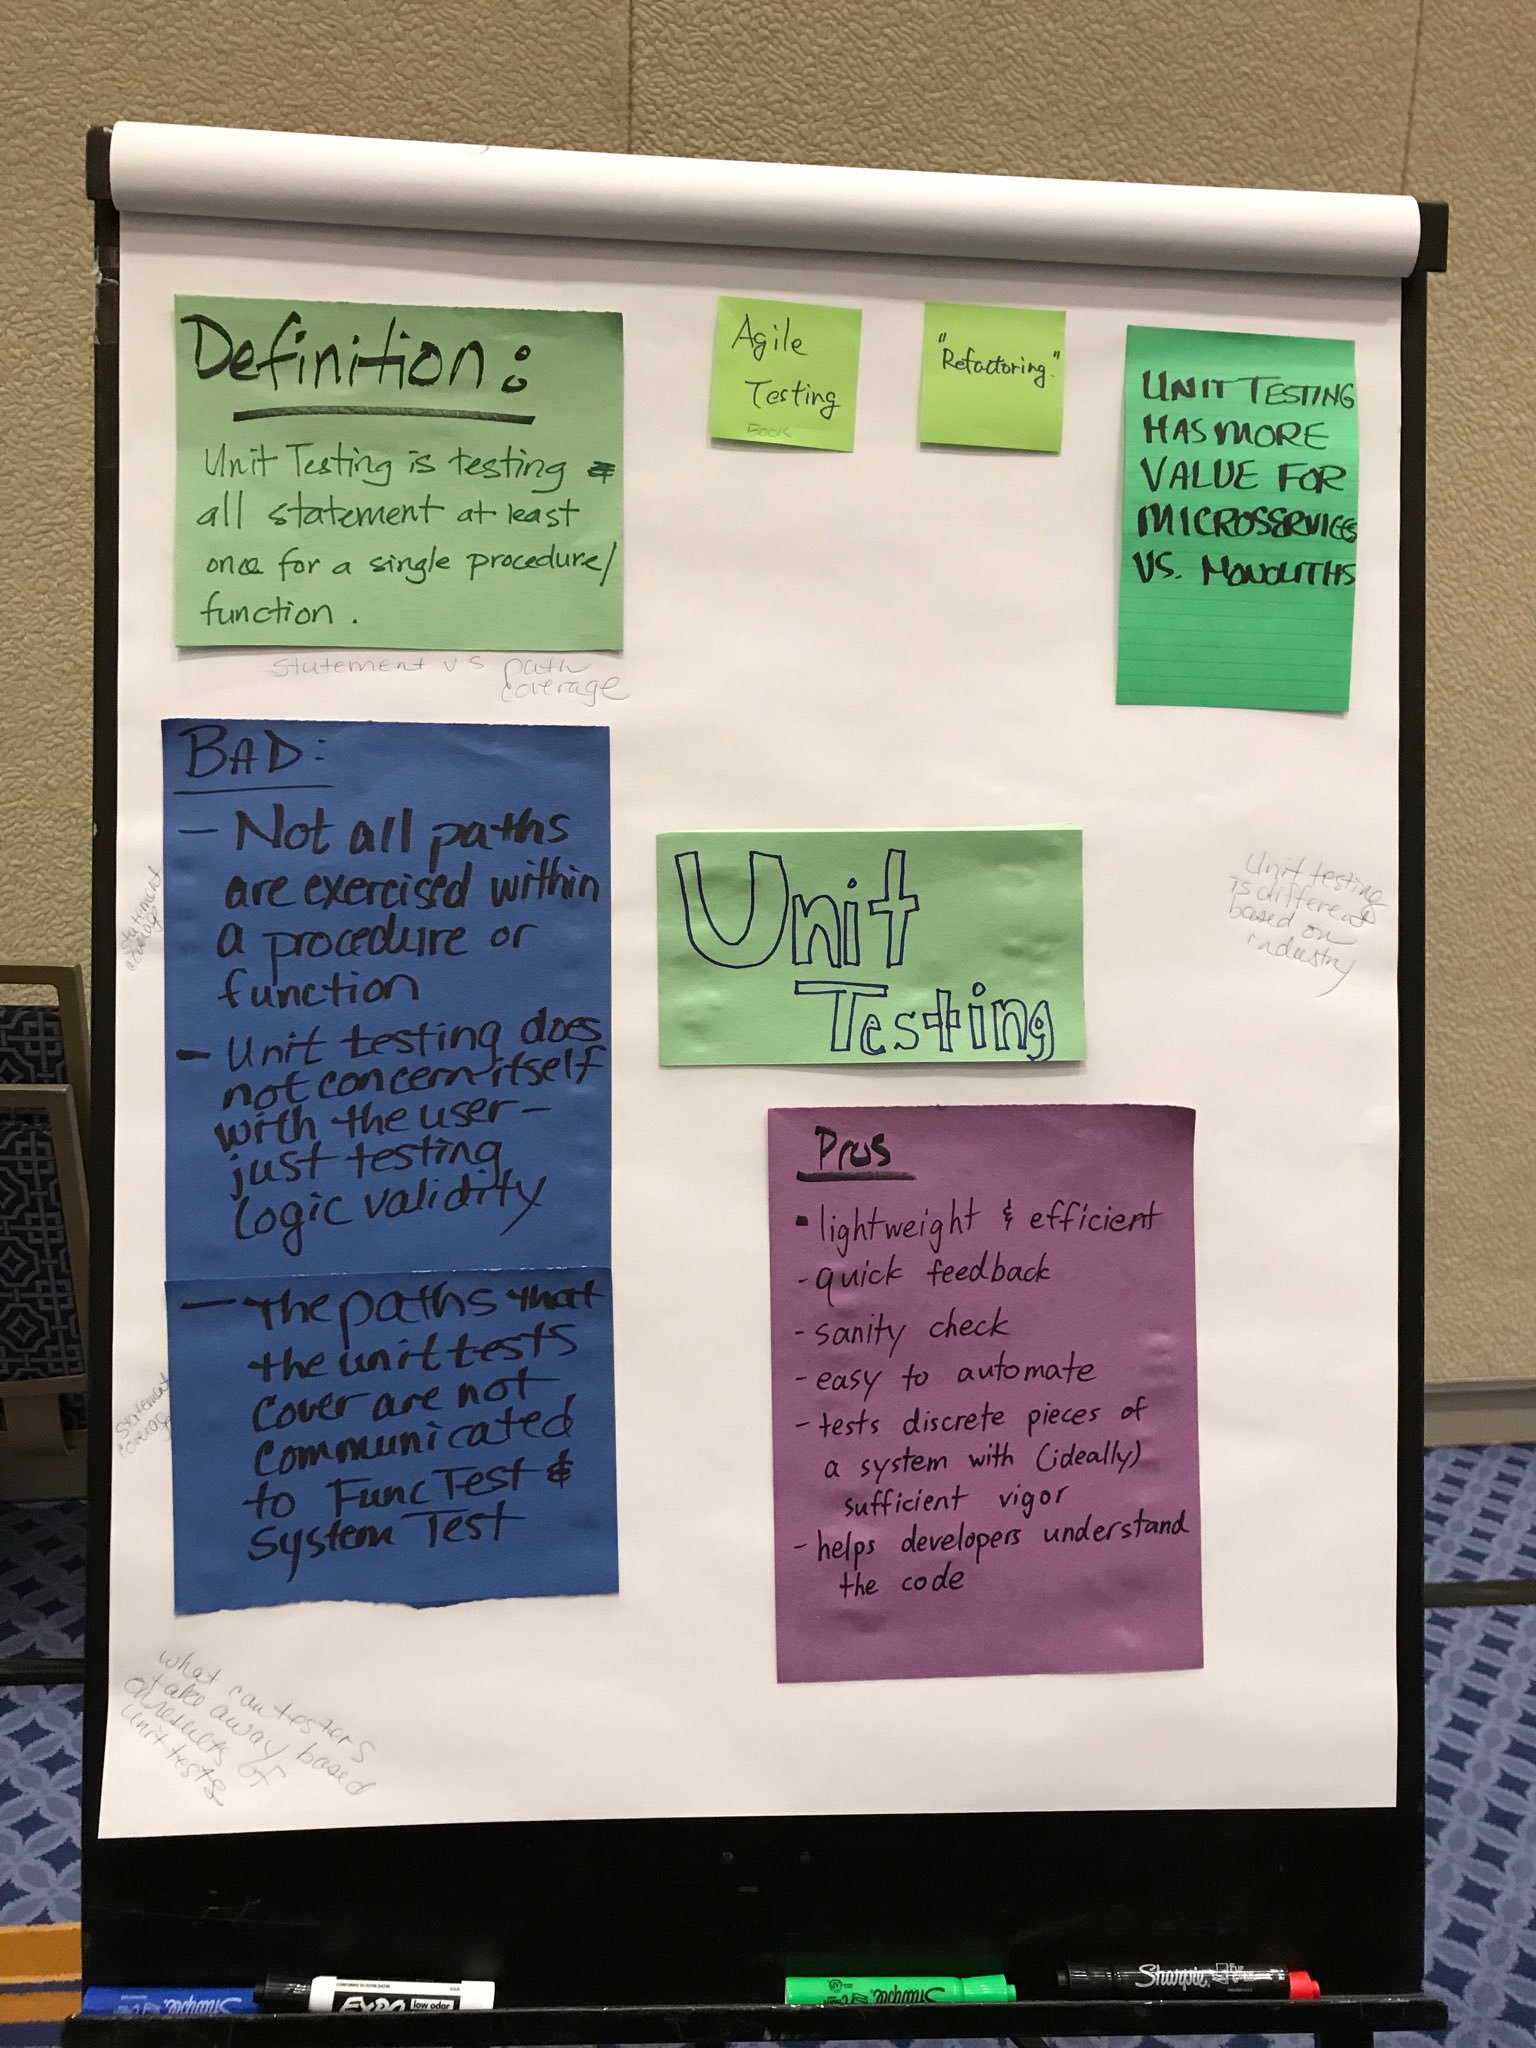 Definition:
Unit Testing is testing
all statement at least
once for a single procedure/
function.
statement vs path
coverage
Agile
Testing
Book
"Refactoring."
UNIT TESTING
HAS MORE
VALUE FOR
MICROSSERVICES
VS. MONOLITHS
BAD:
- Not all paths
are exercised within
a procedure or
function
- Unit testing does
not concern itself
with the user-
just testing
logic validity
- the paths that
the unit tests
cover are not
communicated
to Func Test &
System Test
statement
coverage
statement
coverage
Unit
Testing
Unit testing
is different
based on
industry
Pros
▪ lightweight & efficient
- quick feedback
- sanity check
- easy to automate
- tests discrete pieces of
a system with (ideally)
sufficient vigor
- helps developers understand
the code
what can testers
take away based
on results of
unit tests
Sharpie
EXPO low odor
Sharpie
Sharpie